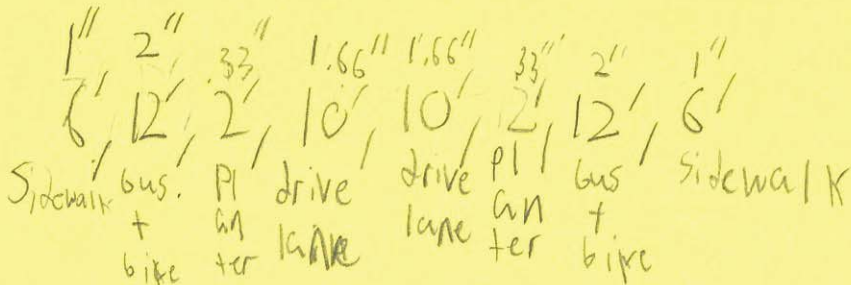 1" 2" .33" 1.66" 1.66" .33" 2" 1"
6', 12', 2', 10', 10', 2', 12', 6'
Sidewalk bus. Pl drive drive pl bus sidewalk
+ an lane lane an +
bike ter ter bike